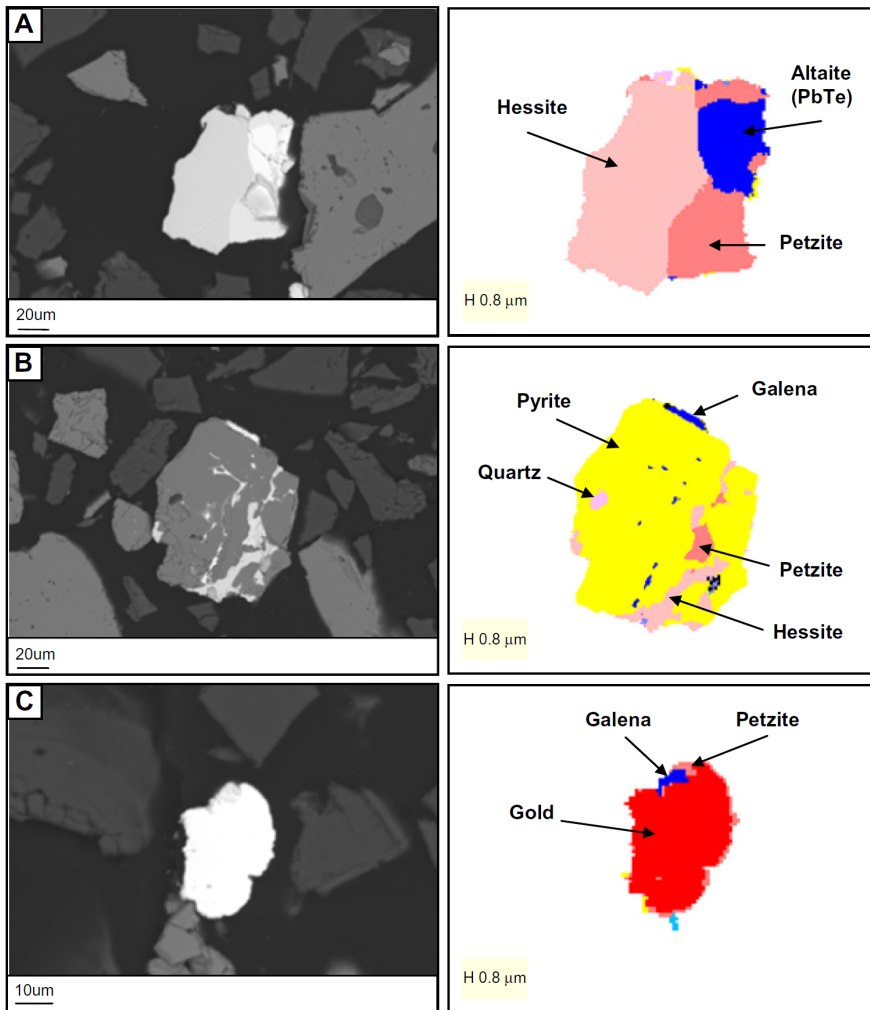 A
Hessite
Altaite
(PbTe)
Petzite
H 0.8 μm
20um
B
Pyrite
Galena
Quartz
Petzite
Hessite
H 0.8 μm
20um
C
Galena
Petzite
Gold
H 0.8 μm
10um